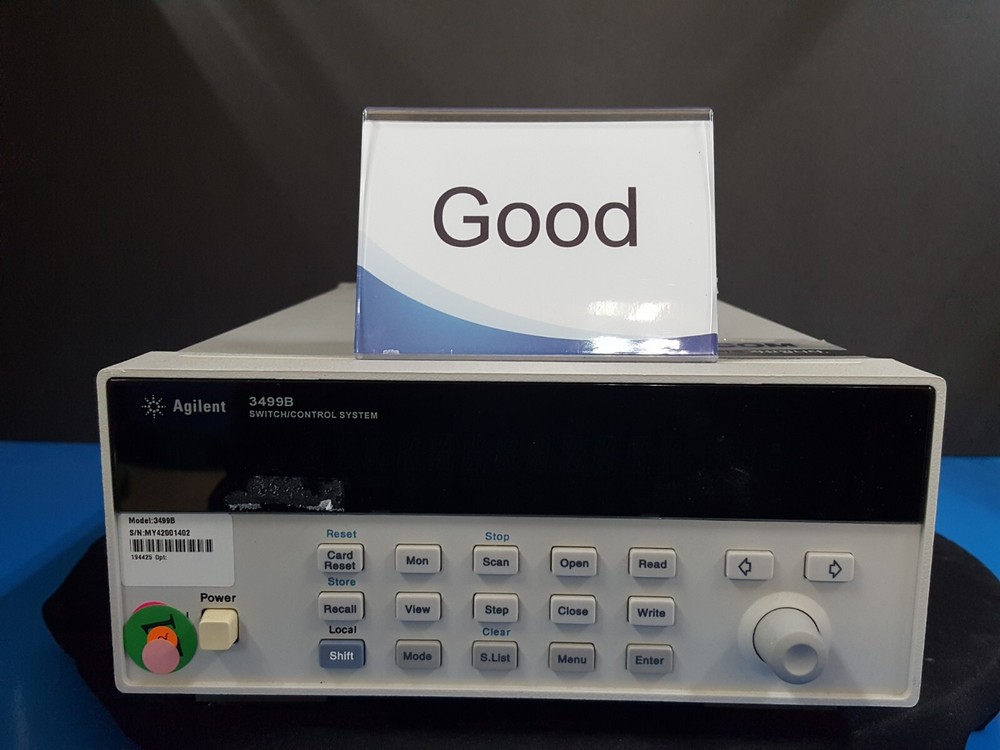 Good
Agilent
3499B
SWITCH/CONTROL SYSTEM
Model:3499B
S/N:MY42001402
154425 Opt:
Power
Reset
Card Reset
Mon
Stop
Scan
Open
Read
Store
Recall
View
Step
Close
Write
Local
Shift
Mode
Clear
S.List
Menu
Enter